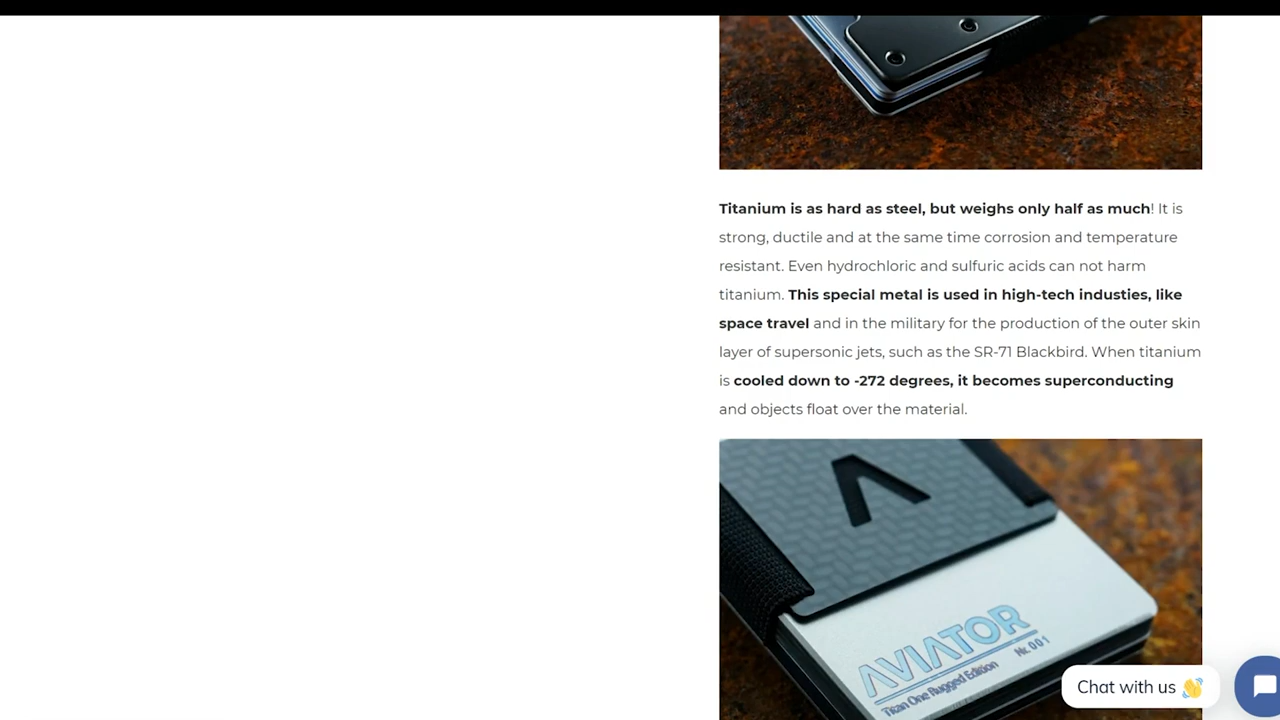 Titanium is as hard as steel, but weighs only half as much! It is
strong, ductile and at the same time corrosion and temperature
resistant. Even hydrochloric and sulfuric acids can not harm
titanium. This special metal is used in high-tech industies, like
space travel and in the military for the production of the outer skin
layer of supersonic jets, such as the SR-71 Blackbird. When titanium
is cooled down to -272 degrees, it becomes superconducting
and objects float over the material.
AVIATOR
Titan One Rugged Edition Nr. 001
Chat with us 👋